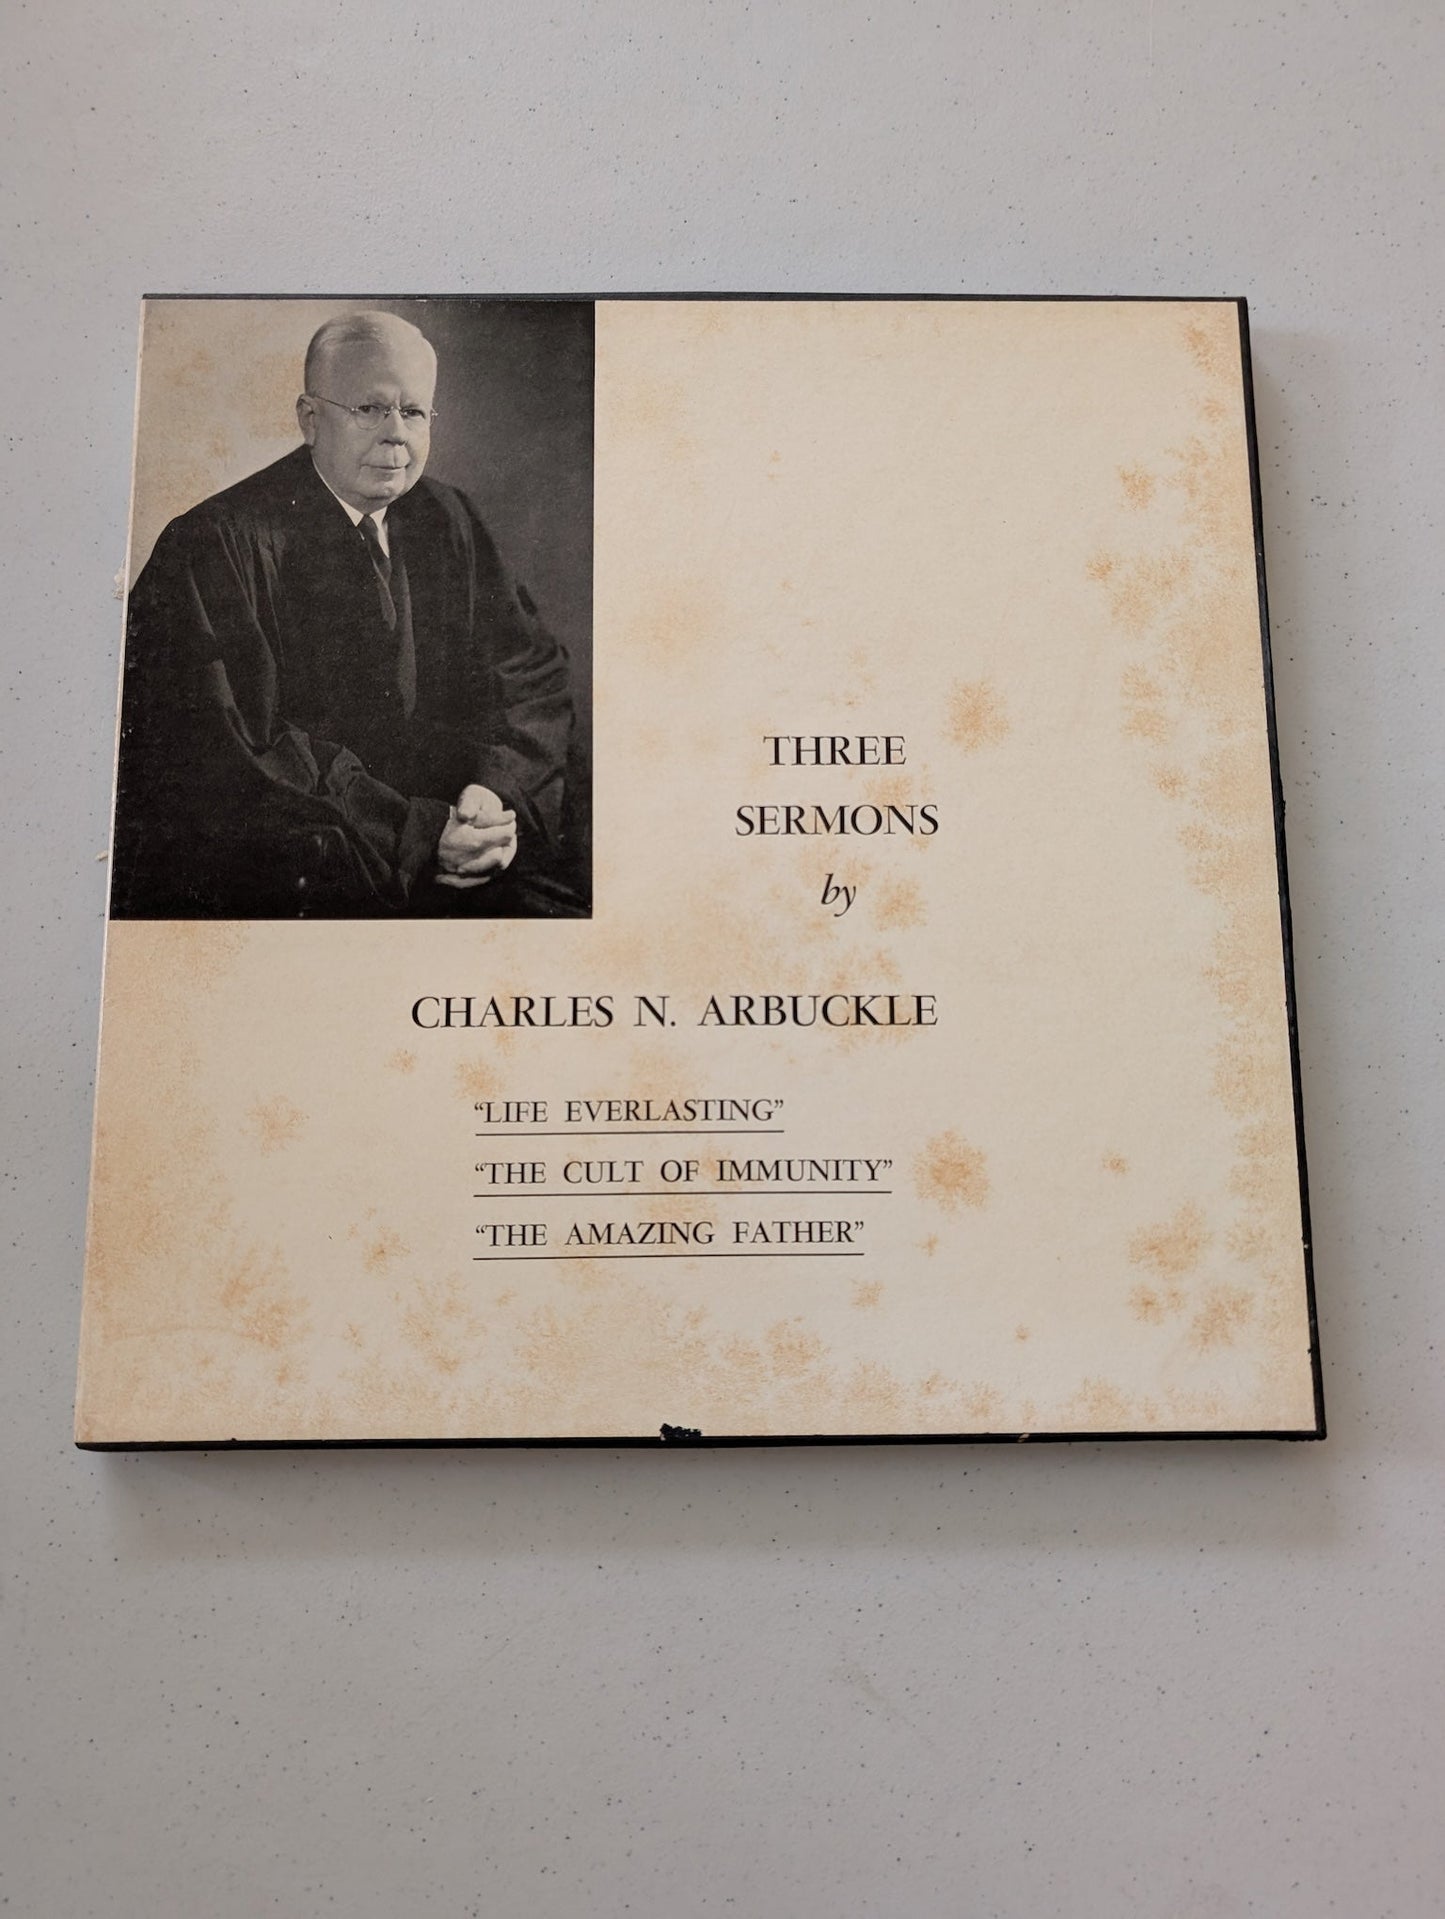 THREE
SERMONS
by
CHARLES N. ARBUCKLE
“LIFE EVERLASTING”
“THE CULT OF IMMUNITY”
“THE AMAZING FATHER”